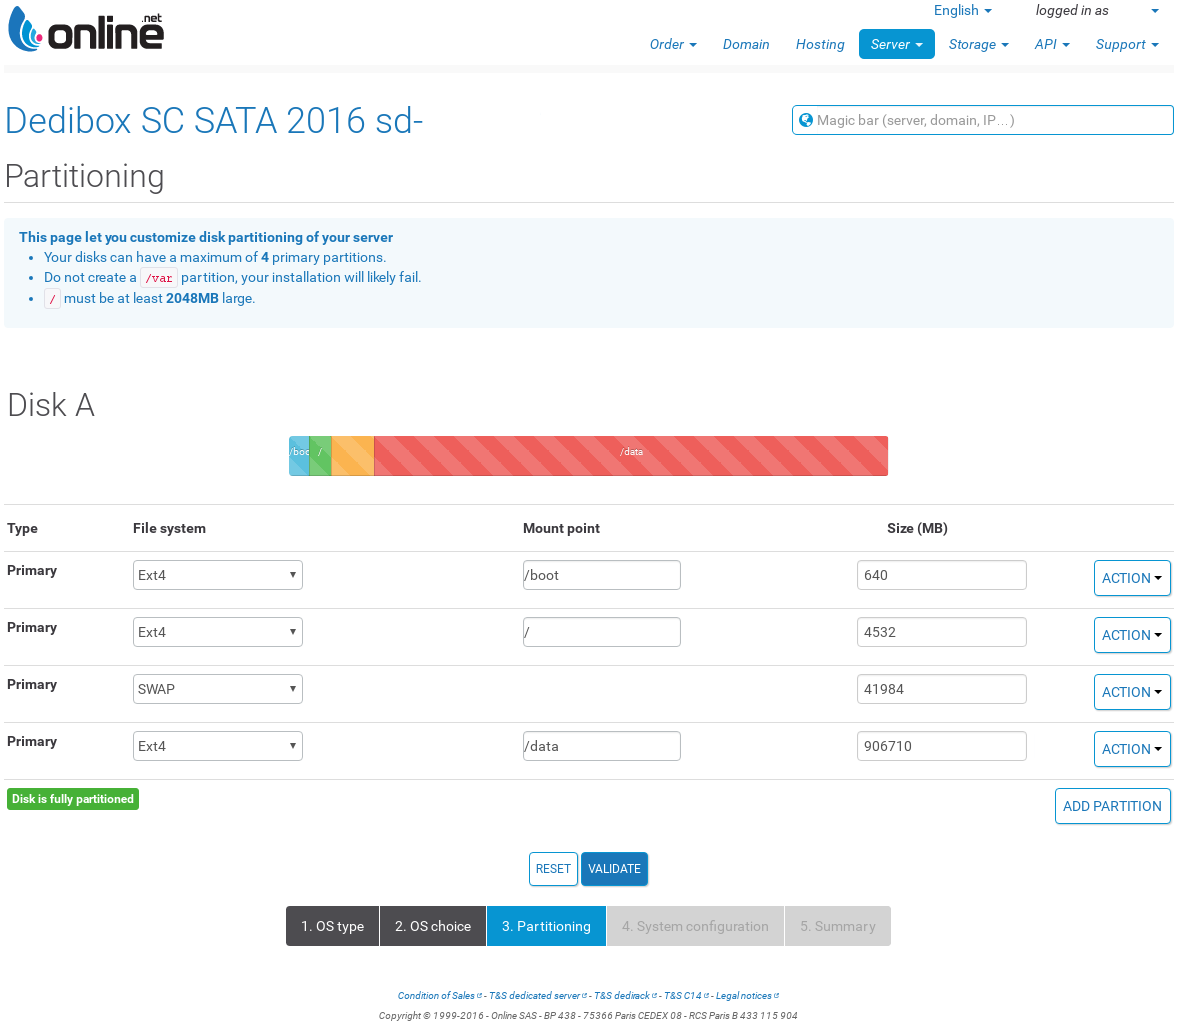 online
.net
English
logged in as
Order Domain Hosting Server Storage API Support
Dedibox SC SATA 2016 sd-
Magic bar (server, domain, IP…)
Partitioning
This page let you customize disk partitioning of your server
Your disks can have a maximum of 4 primary partitions.
Do not create a /var partition, your installation will likely fail.
/ must be at least 2048MB large.
Disk A
/boo / /data
Type File system Mount point Size (MB)
Primary Ext4 /boot 640 ACTION
Primary Ext4 / 4532 ACTION
Primary SWAP 41984 ACTION
Primary Ext4 /data 906710 ACTION
Disk is fully partitioned
ADD PARTITION
RESET VALIDATE
1. OS type 2. OS choice 3. Partitioning 4. System configuration 5. Summary
Condition of Sales - T&S dedicated server - T&S dedirack - T&S C14 - Legal notices
Copyright © 1999-2016 - Online SAS - BP 438 - 75366 Paris CEDEX 08 - RCS Paris B 433 115 904